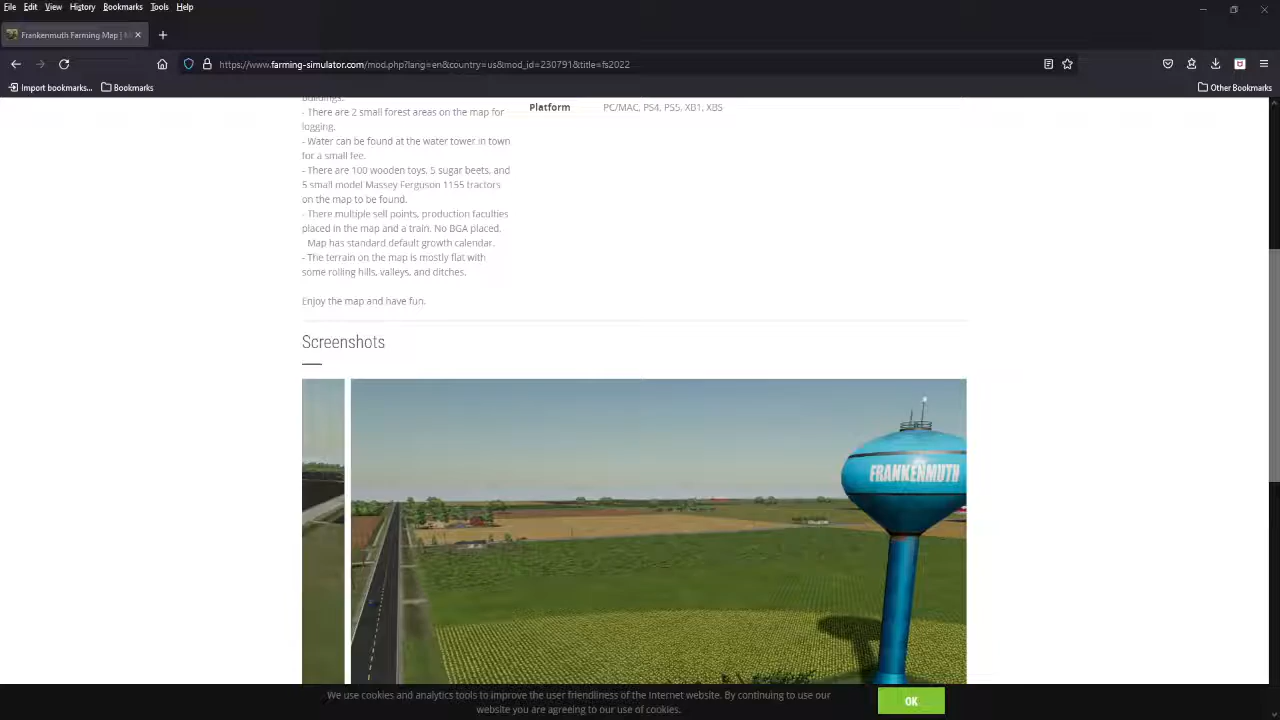 File Edit View History Bookmarks Tools Help
Frankenmuth Farming Map |
https://www.farming-simulator.com/mod.php?lang=en&country=us&mod_id=230791&title=fs2022
Import bookmarks... Bookmarks Other Bookmarks
buildings.
- There are 2 small forest areas on the map for
logging.
- Water can be found at the water tower in town
for a small fee.
- There are 100 wooden toys, 5 sugar beets, and
5 small model Massey Ferguson 1155 tractors
on the map to be found.
- There multiple sell points, production faculties
placed in the map and a train. No BGA placed.
Map has standard default growth calendar.
- The terrain on the map is mostly flat with
some rolling hills, valleys, and ditches.
Enjoy the map and have fun.
Platform PC/MAC, PS4, PS5, XB1, XBS
Screenshots
FRANKENMUTH
We use cookies and analytics tools to improve the user friendliness of the Internet website. By continuing to use our
website you are agreeing to our use of cookies.
OK